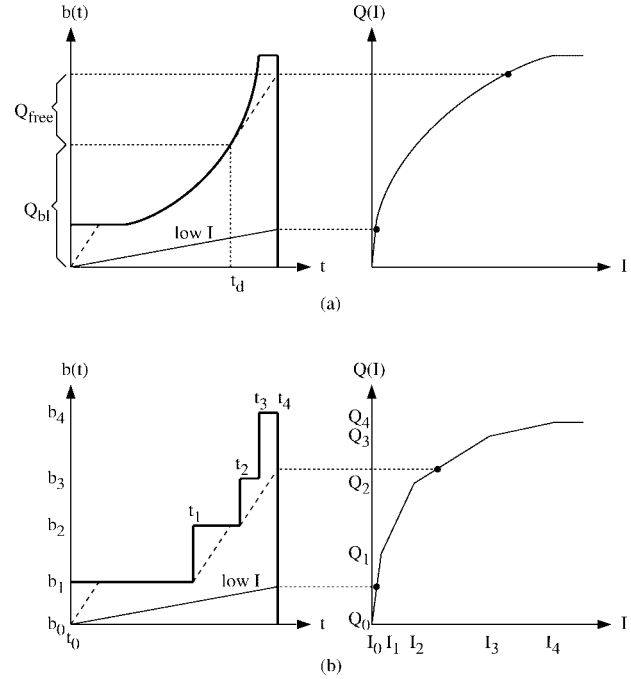 b(t)
Q(I)
Q_free
Q_bl
low I
t
I
t_d
(a)
b(t)
Q(I)
b_4
t_3 t_4
Q_4
Q_3
b_3
t_2
Q_2
b_2
t_1
Q_1
b_1
low I
b_0
t_0
t
Q_0
I
I_0 I_1 I_2 I_3 I_4
(b)